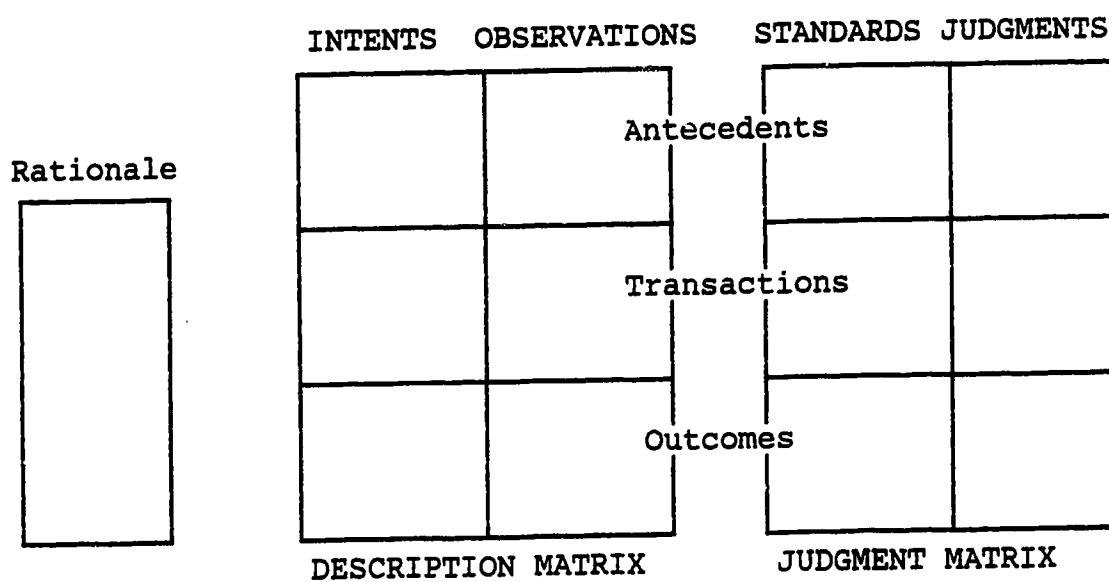 INTENTS OBSERVATIONS STANDARDS JUDGMENTS
Antecedents
Rationale
Transactions
Outcomes
DESCRIPTION MATRIX JUDGMENT MATRIX